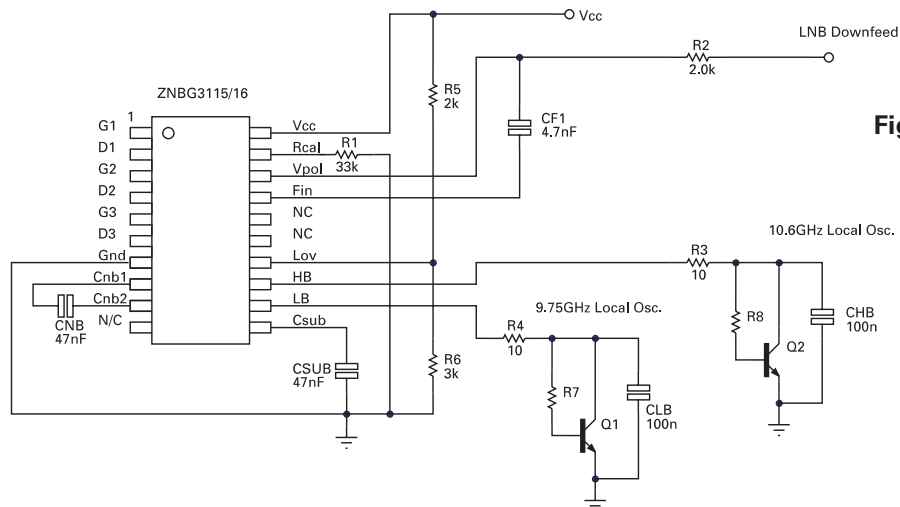 Vcc
LNB Downfeed
R2
2.0k
ZNBG3115/16
R5
2k
CF1
4.7nF
Fig
1
G1
D1
G2
D2
G3
D3
Gnd
Cnb1
Cnb2
N/C
Vcc
Rcal
Vpol
Fin
NC
NC
Lov
HB
LB
Csub
R1
33k
CNB
47nF
CSUB
47nF
R6
3k
10.6GHz Local Osc.
R3
10
R8
Q2
CHB
100n
9.75GHz Local Osc.
R4
10
R7
Q1
CLB
100n